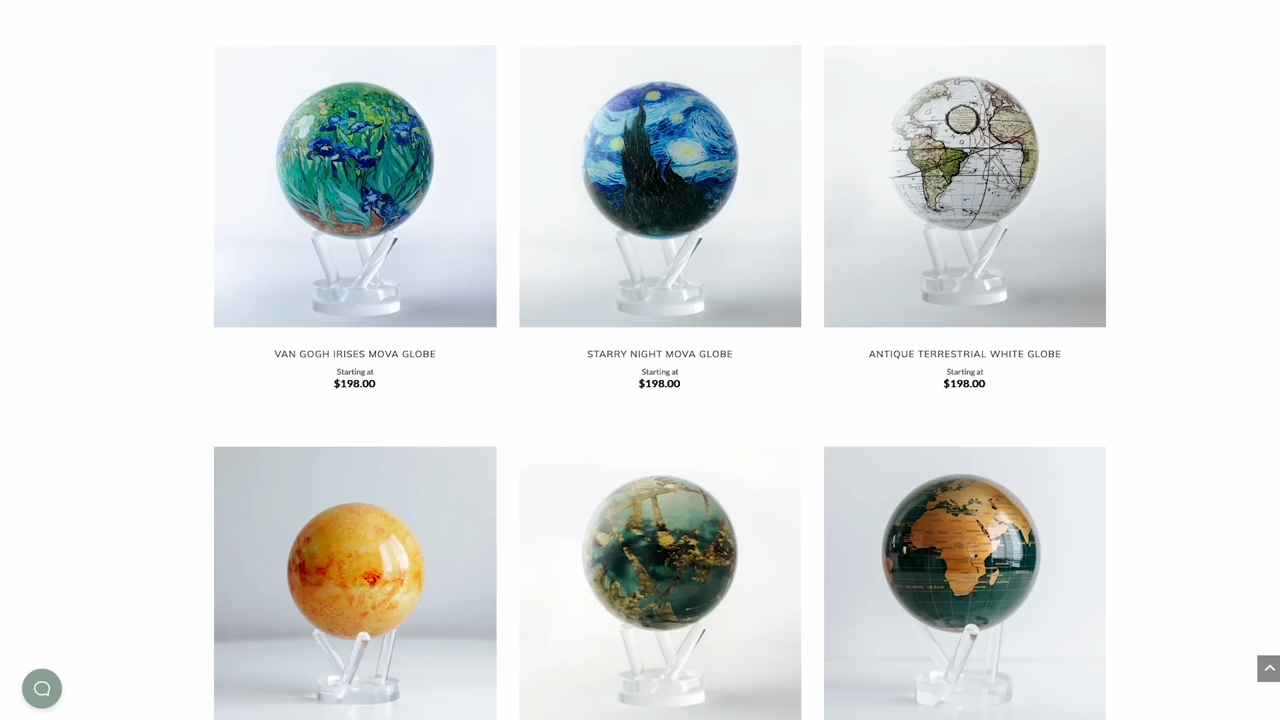 VAN GOGH IRISES MOVA GLOBE
Starting at
$198.00
STARRY NIGHT MOVA GLOBE
Starting at
$198.00
ANTIQUE TERRESTRIAL WHITE GLOBE
Starting at
$198.00